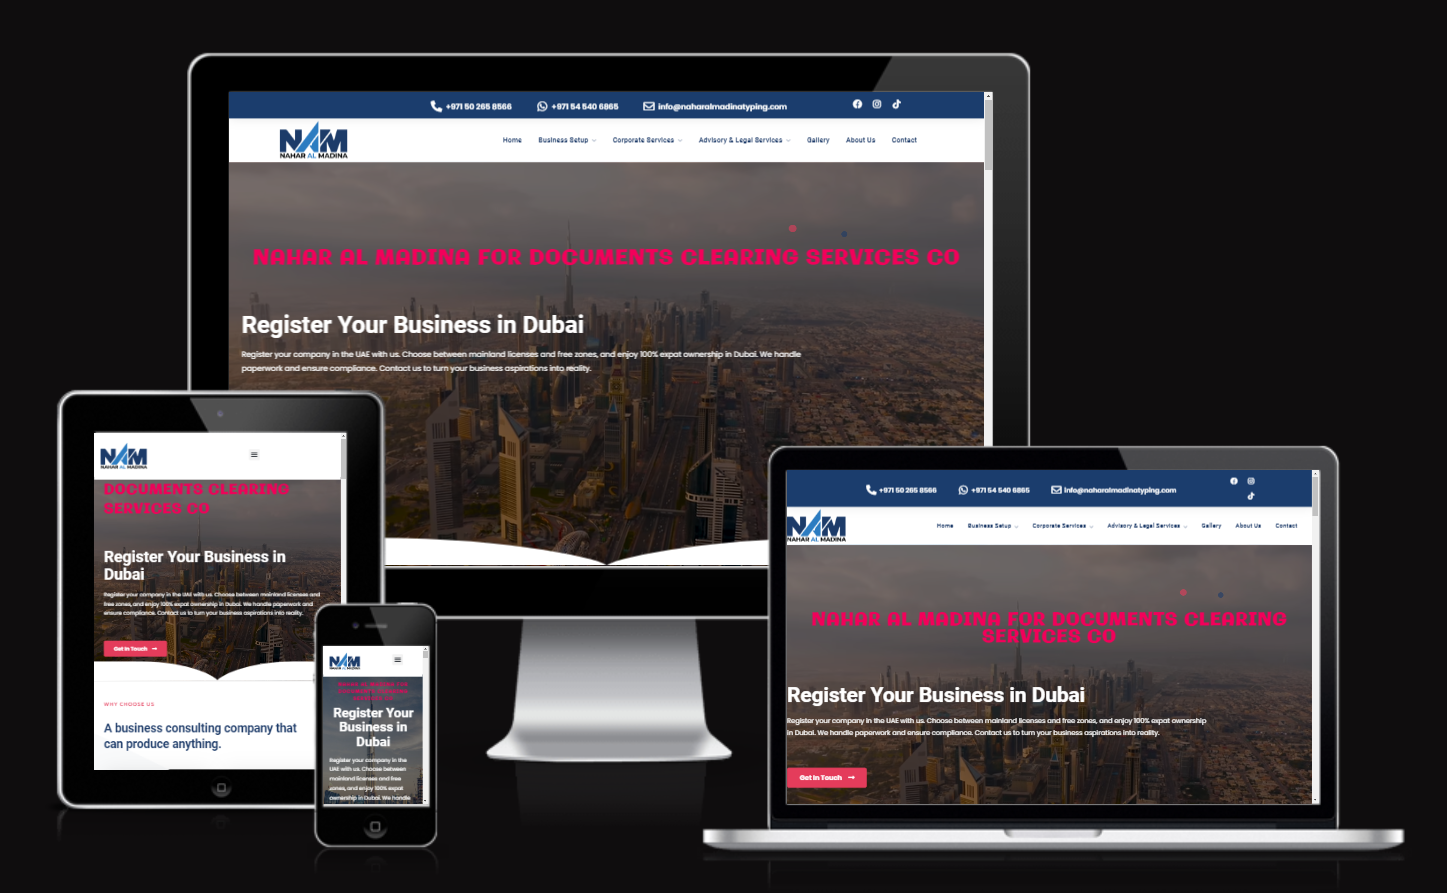 +971 50 265 8566
+971 54 540 6865
info@naharalmadinatyping.com
NAM
NAHAR AL MADINA
Home
Business Setup
Corporate Services
Advisory & Legal Services
Gallery
About Us
Contact
NAHAR AL MADINA FOR DOCUMENTS CLEARING SERVICES CO
Register Your Business in Dubai
Register your company in the UAE with us. Choose between mainland licenses and free zones, and enjoy 100% expat ownership in Dubai. We handle
paperwork and ensure compliance. Contact us to turn your business aspirations into reality.
NAM
NAHAR AL MADINA
DOCUMENTS CLEARING
SERVICES CO
Register Your Business in
Dubai
Register your company in the UAE with us. Choose between mainland licenses and
free zones, and enjoy 100% expat ownership in Dubai. We handle paperwork and
ensure compliance. Contact us to turn your business aspirations into reality.
Get In Touch
WHY CHOOSE US
A business consulting company that
can produce anything.
NAM
NAHAR AL MADINA
Register Your
Business in
Dubai
Register your company in the
UAE with us. Choose between
mainland licenses and free
zones, and enjoy 100% expat
ownership in Dubai. We handle
+971 50 265 8566
+971 54 540 6865
info@naharalmadinatyping.com
NAM
NAHAR AL MADINA
Home
Business Setup
Corporate Services
Advisory & Legal Services
Gallery
About Us
Contact
NAHAR AL MADINA FOR DOCUMENTS CLEARING
SERVICES CO
Register Your Business in Dubai
Register your company in the UAE with us. Choose between mainland licenses and free zones, and enjoy 100% expat ownership
in Dubai. We handle paperwork and ensure compliance. Contact us to turn your business aspirations into reality.
Get In Touch